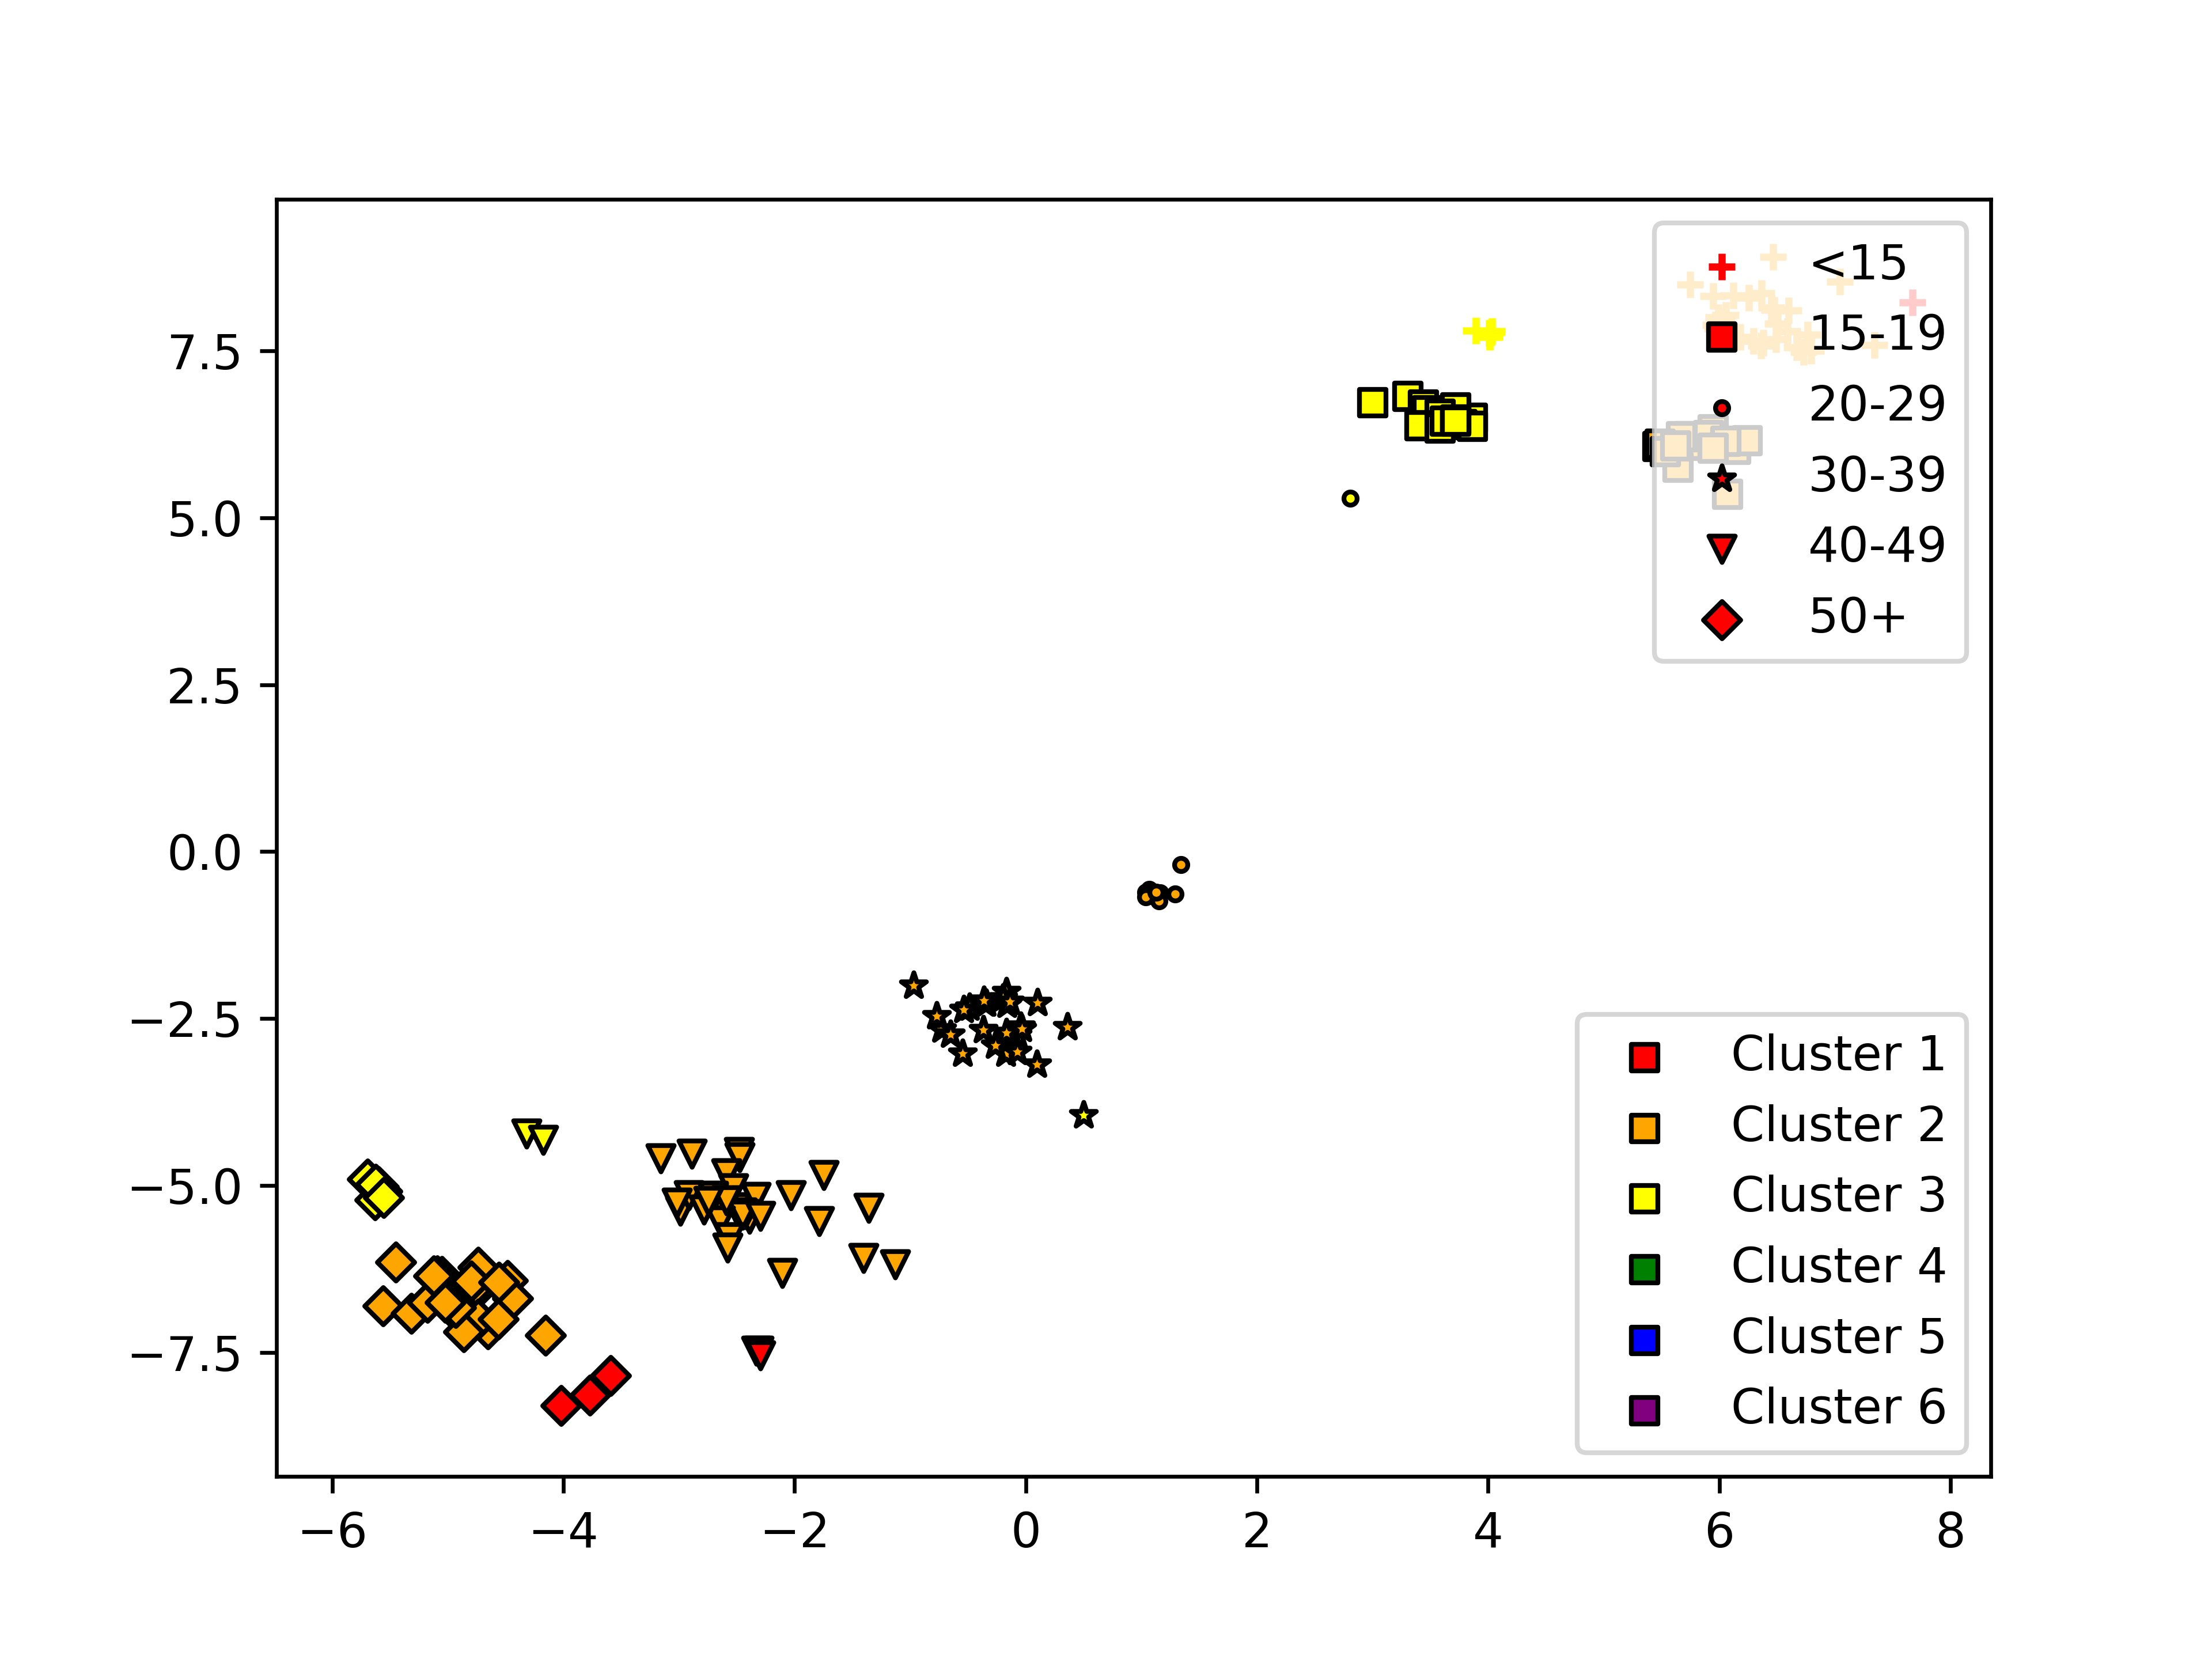 <15
15-19
20-29
30-39
40-49
50+
7.5
5.0
2.5
0.0
−2.5
−5.0
−7.5
Cluster 1
Cluster 2
Cluster 3
Cluster 4
Cluster 5
Cluster 6
−6 −4 −2 0 2 4 6 8